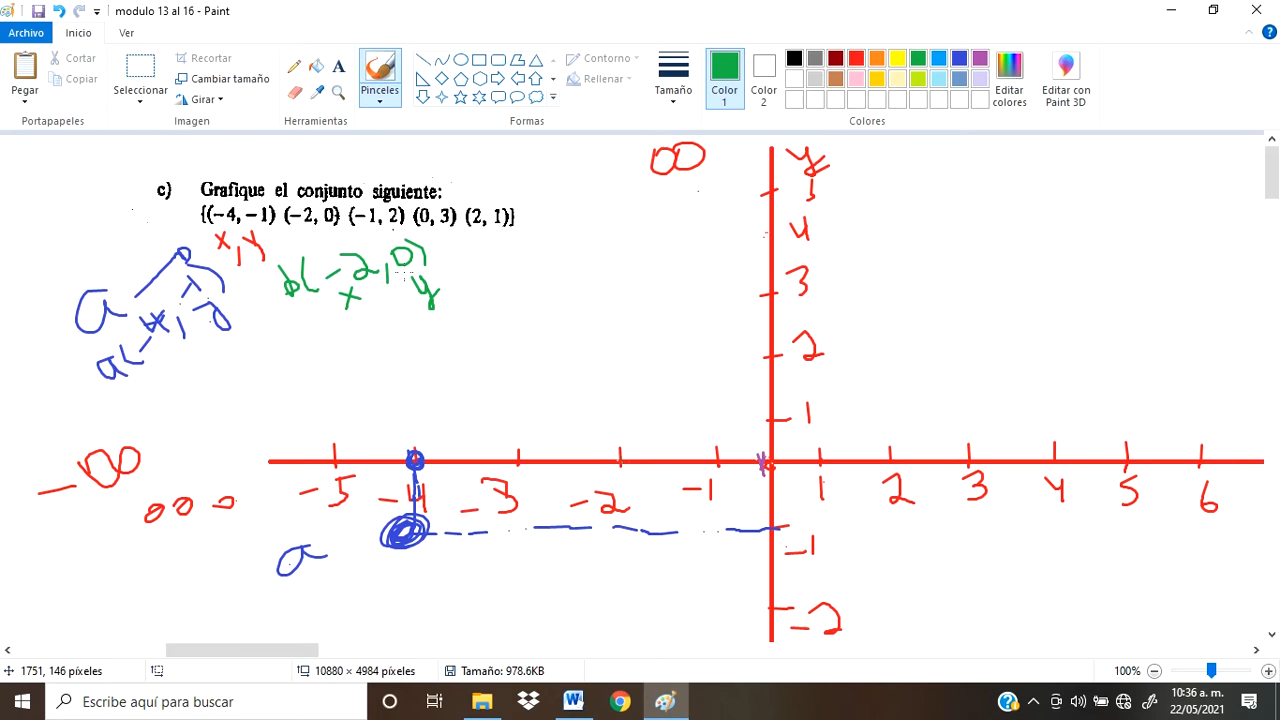 modulo 13 al 16 - Paint
Archivo Inicio Ver
Pegar
Cortar
Copiar
Portapapeles
Seleccionar
Recortar
Cambiar tamaño
Girar
Imagen
A
Herramientas
Pinceles
Contorno
Rellenar
Formas
Tamaño
Color 1
Color 2
Editar colores
Editar con Paint 3D
Colores
c) Grafique el conjunto siguiente:
{(−4, −1) (−2, 0) (−1, 2) (0, 3) (2, 1)}
x, y
b(-2, 0)
x y
a
a
∞
y
5
4
3
2
1
-∞
-5 -4 -3 -2 -1 1 2 3 4 5 6
a
-1
-2
1751, 146 píxeles
10880 × 4984 píxeles
Tamaño: 978.6KB
100%
Escribe aquí para buscar
10:36 a. m.
22/05/2021